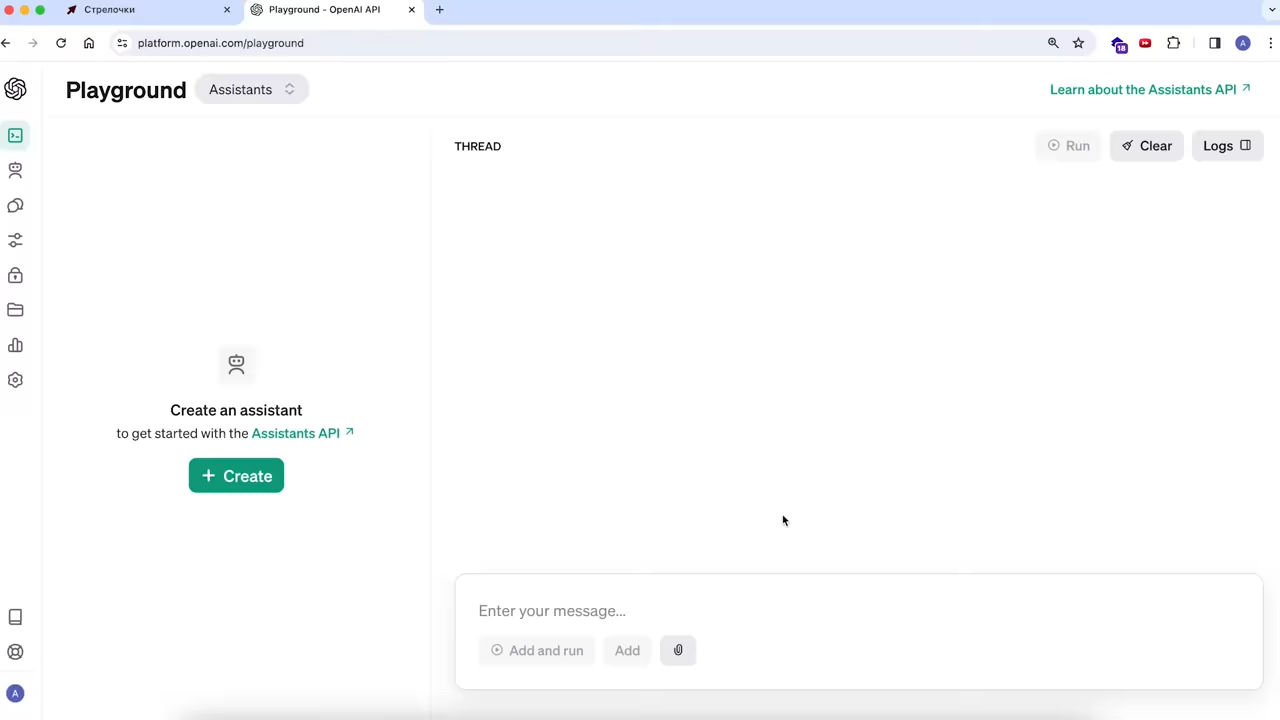 Стрелочки
Playground - OpenAI API
platform.openai.com/playground
18
A
Playground
Assistants
Learn about the Assistants API
THREAD
Run
Clear
Logs
Create an assistant
to get started with the Assistants API
+ Create
Enter your message...
Add and run
Add
A